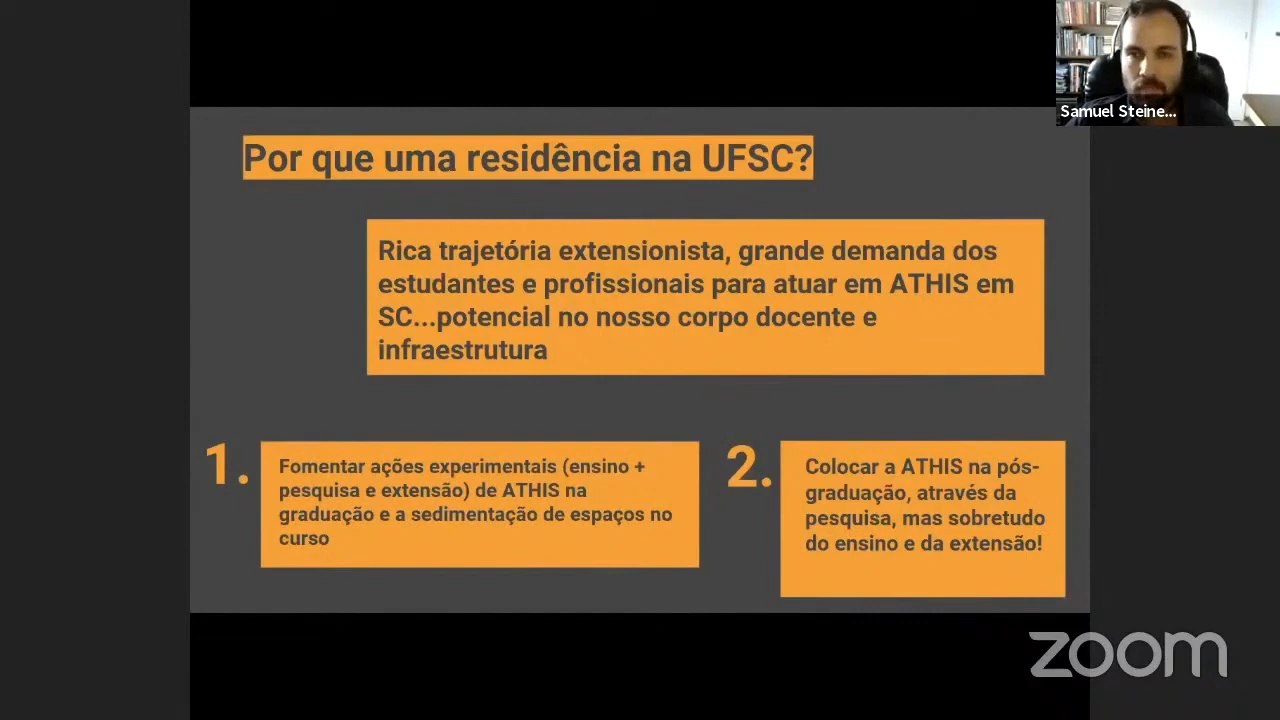 Samuel Steine...
Por que uma residência na UFSC?
Rica trajetória extensionista, grande demanda dos
estudantes e profissionais para atuar em ATHIS em
SC...potencial no nosso corpo docente e
infraestrutura
1.
Fomentar ações experimentais (ensino +
pesquisa e extensão) de ATHIS na
graduação e a sedimentação de espaços no
curso
2.
Colocar a ATHIS na pós-
graduação, através da
pesquisa, mas sobretudo
do ensino e da extensão!
zoom